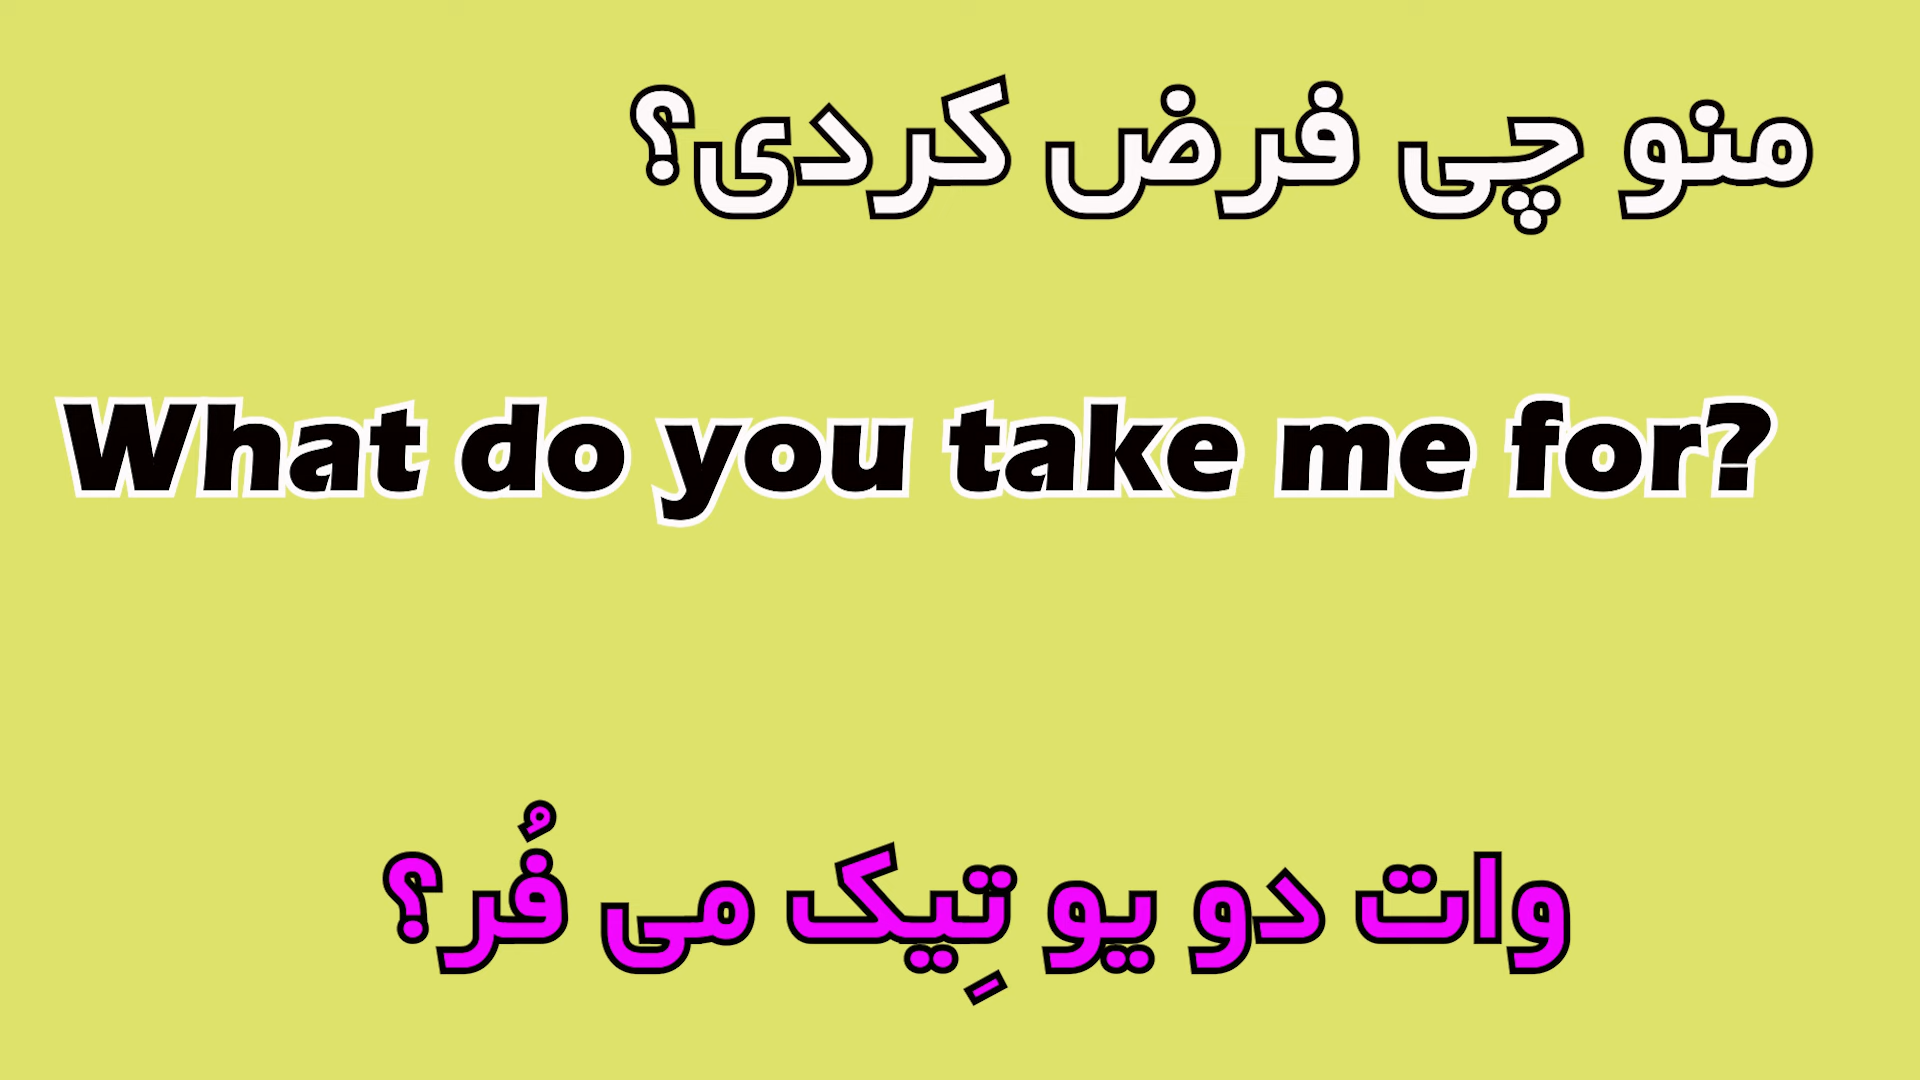 منو چی فرض کردی؟
What do you take me for?
وات دو یو تِیک می فُر؟